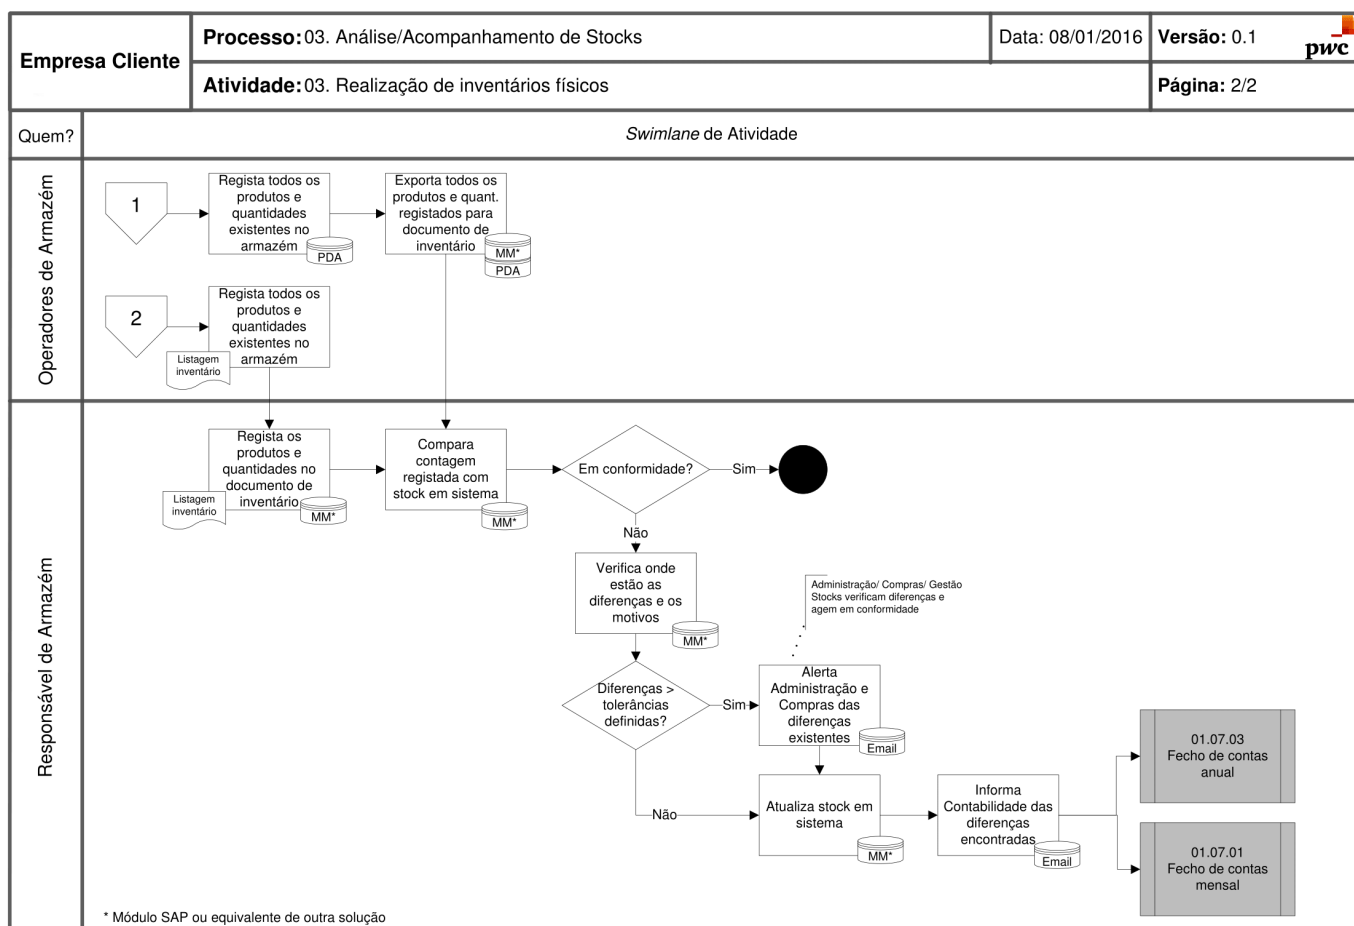 Empresa Cliente
Processo: 03. Análise/Acompanhamento de Stocks
Data: 08/01/2016
Versão: 0.1
pwc
Atividade: 03. Realização de inventários físicos
Página: 2/2
Quem?
Swimlane de Atividade
Operadores de Armazém
1
Regista todos os
produtos e
quantidades
existentes no
armazém
PDA
Exporta todos os
produtos e quant.
registados para
documento de
inventário
MM*
PDA
2
Regista todos os
produtos e
quantidades
existentes no
armazém
Listagem
inventário
Responsável de Armazém
Regista os
produtos e
quantidades no
documento de
inventário
Listagem
inventário
MM*
Compara
contagem
registada com
stock em sistema
MM*
Em conformidade?
Sim
Não
Verifica onde
estão as
diferenças e os
motivos
MM*
Administração/ Compras/ Gestão
Stocks verificam diferenças e
agem em conformidade
Diferenças >
tolerâncias
definidas?
Sim
Alerta
Administração e
Compras das
diferenças
existentes
Email
Não
Atualiza stock em
sistema
MM*
Informa
Contabilidade das
diferenças
encontradas
Email
01.07.03
Fecho de contas
anual
01.07.01
Fecho de contas
mensal
* Módulo SAP ou equivalente de outra solução